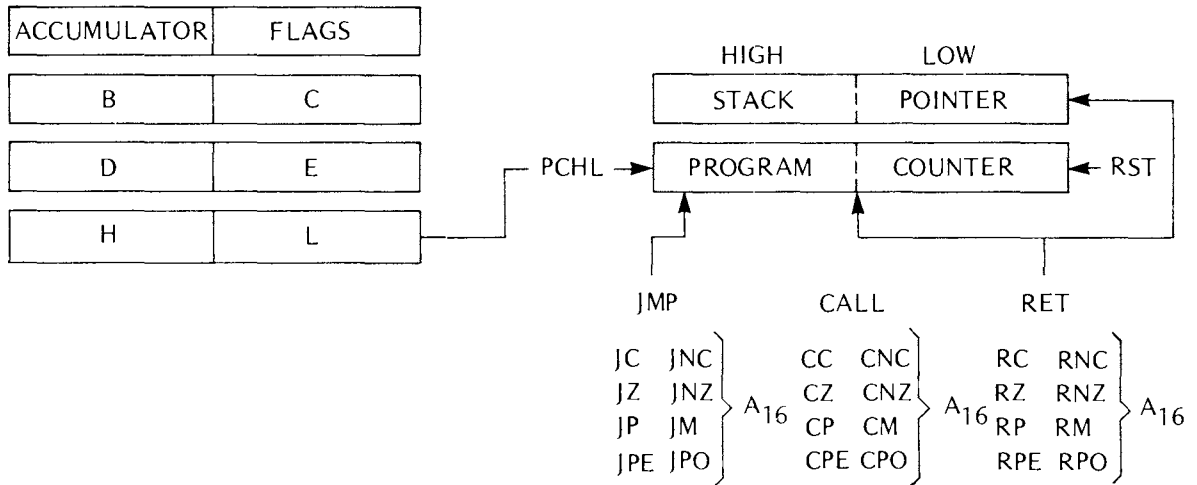 ACCUMULATOR FLAGS
HIGH LOW
B C
STACK POINTER
D E
PCHL
PROGRAM COUNTER
RST
H L
JMP CALL RET
JC JNC CC CNC RC RNC
JZ JNZ CZ CNZ RZ RNZ
A16 A16 A16
JP JM CP CM RP RM
JPE JPO CPE CPO RPE RPO